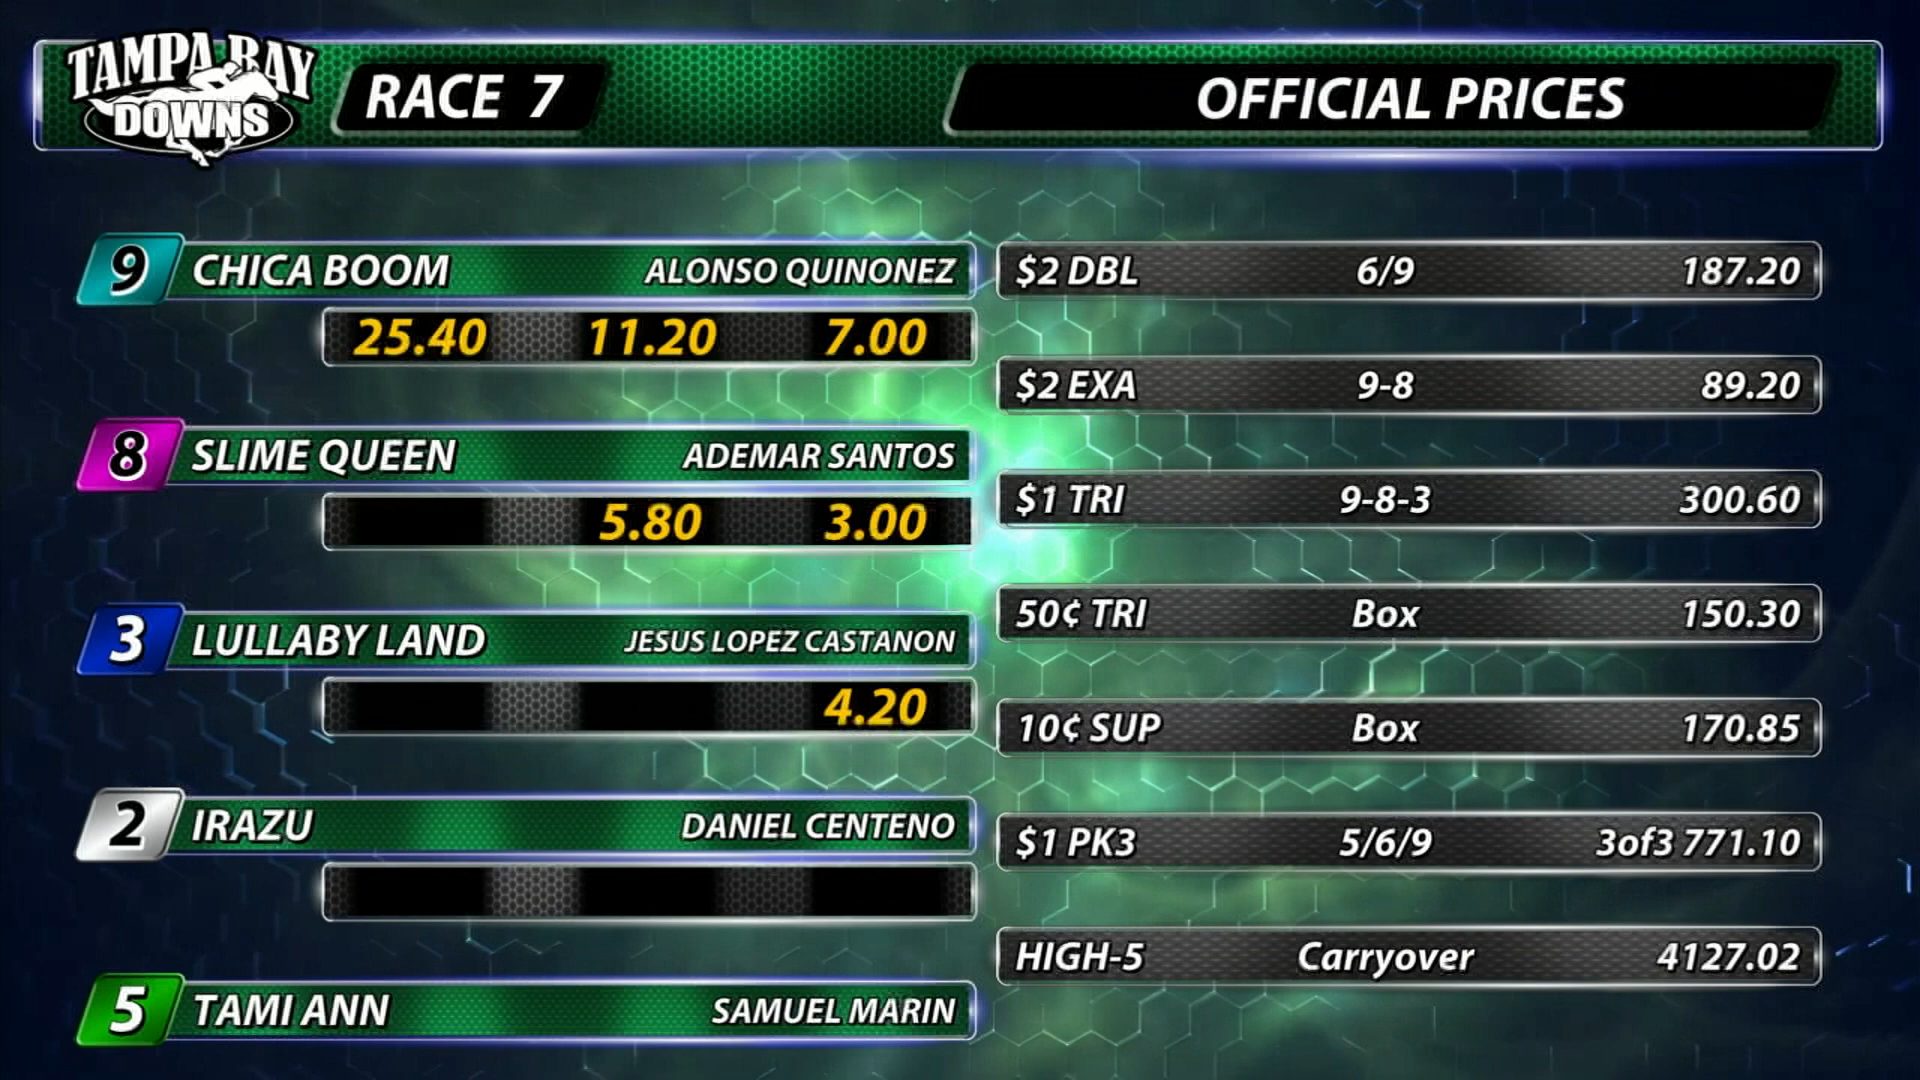 TAMPA BAY
DOWNS
RACE 7
OFFICIAL PRICES
9 CHICA BOOM ALONSO QUINONEZ
25.40 11.20 7.00
8 SLIME QUEEN ADEMAR SANTOS
5.80 3.00
3 LULLABY LAND JESUS LOPEZ CASTANON
4.20
2 IRAZU DANIEL CENTENO
5 TAMI ANN SAMUEL MARIN
$2 DBL 6/9 187.20
$2 EXA 9-8 89.20
$1 TRI 9-8-3 300.60
50¢ TRI Box 150.30
10¢ SUP Box 170.85
$1 PK3 5/6/9 3of3 771.10
HIGH-5 Carryover 4127.02